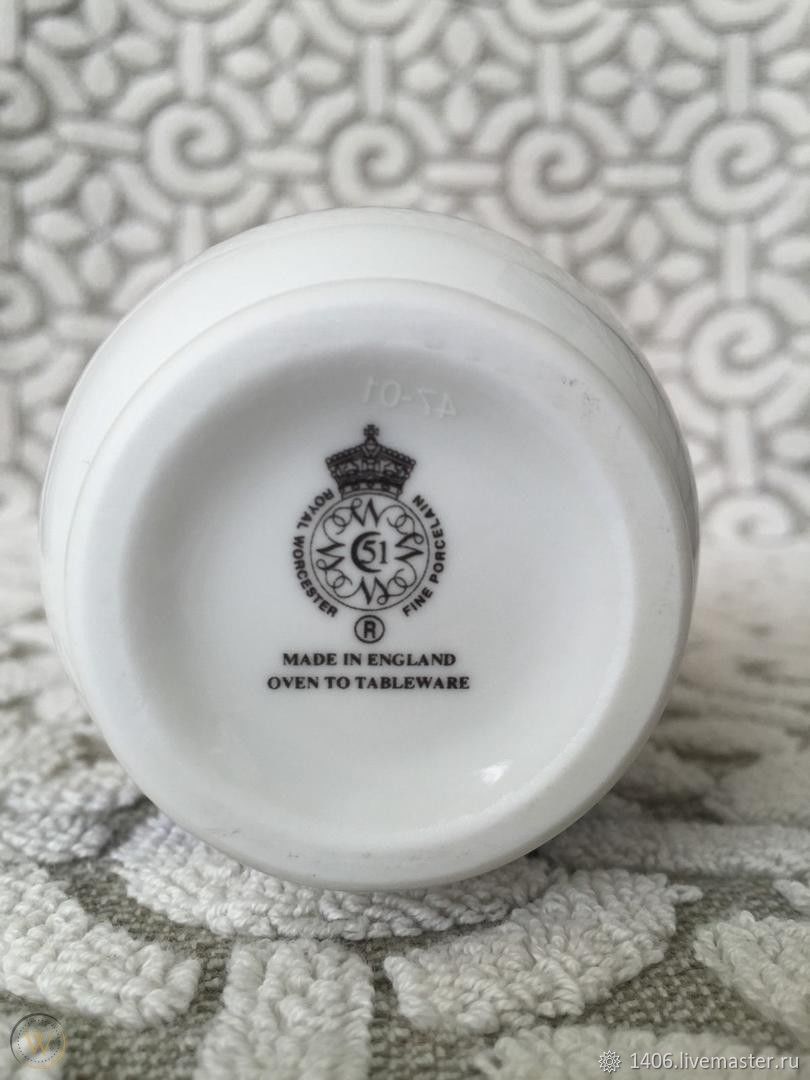 47-01
ROYAL WORCESTER
FINE PORCELAIN
51
R
MADE IN ENGLAND
OVEN TO TABLEWARE
W
1406.livemaster.ru